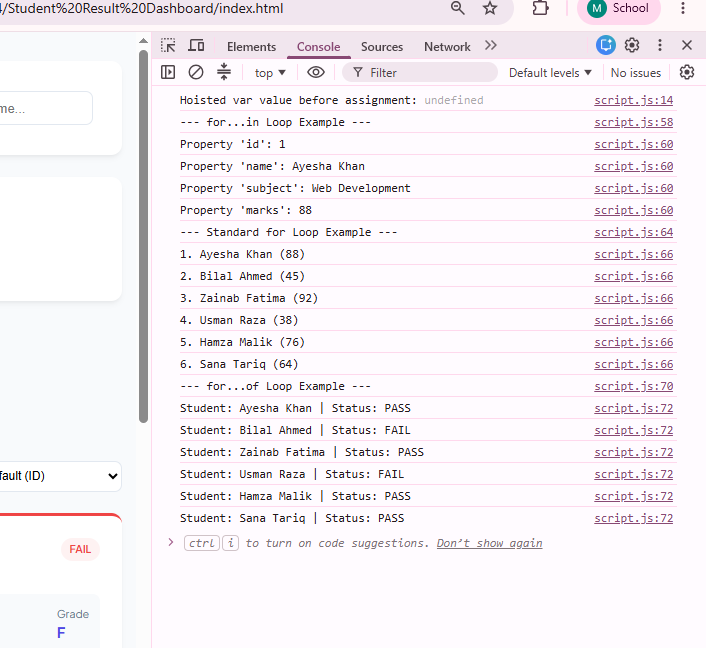 4/Student%20Result%20Dashboard/index.html
M School
Elements Console Sources Network
top Filter Default levels No issues
me...
Hoisted var value before assignment: undefined script.js:14
--- for...in Loop Example --- script.js:58
Property 'id': 1 script.js:60
Property 'name': Ayesha Khan script.js:60
Property 'subject': Web Development script.js:60
Property 'marks': 88 script.js:60
--- Standard for Loop Example --- script.js:64
1. Ayesha Khan (88) script.js:66
2. Bilal Ahmed (45) script.js:66
3. Zainab Fatima (92) script.js:66
4. Usman Raza (38) script.js:66
5. Hamza Malik (76) script.js:66
6. Sana Tariq (64) script.js:66
--- for...of Loop Example --- script.js:70
Student: Ayesha Khan | Status: PASS script.js:72
Student: Bilal Ahmed | Status: FAIL script.js:72
Student: Zainab Fatima | Status: PASS script.js:72
Student: Usman Raza | Status: FAIL script.js:72
Student: Hamza Malik | Status: PASS script.js:72
Student: Sana Tariq | Status: PASS script.js:72
ctrl i to turn on code suggestions. Don't show again
fault (ID)
FAIL
Grade
F